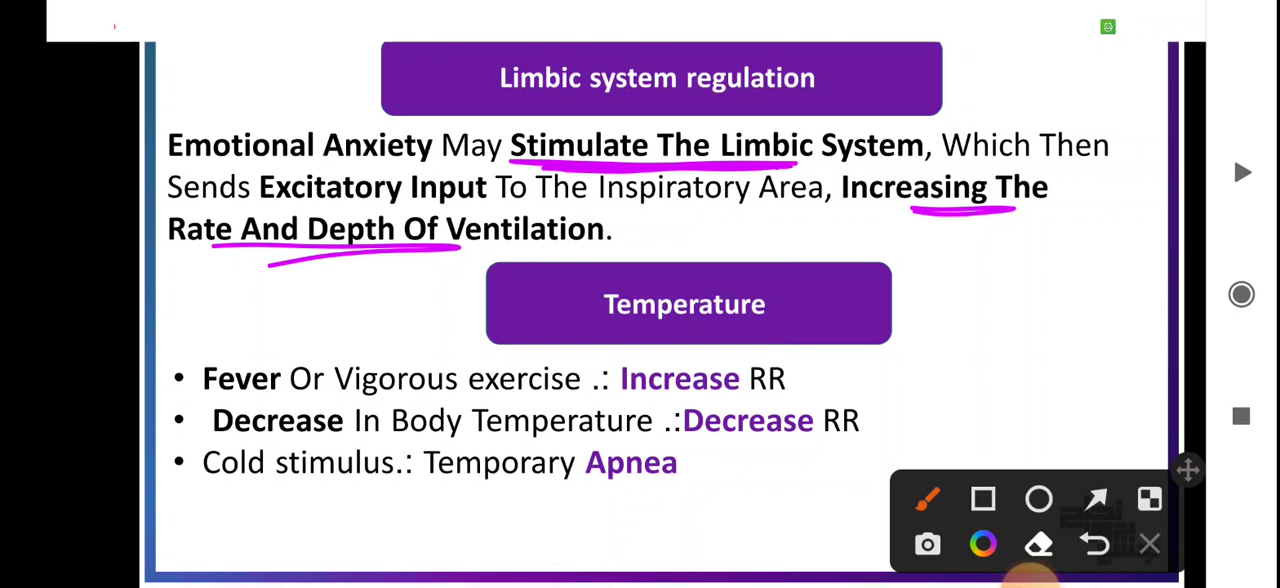 Limbic system regulation
Emotional Anxiety May Stimulate The Limbic System, Which Then
Sends Excitatory Input To The Inspiratory Area, Increasing The
Rate And Depth Of Ventilation.
Temperature
• Fever Or Vigorous exercise .: Increase RR
• Decrease In Body Temperature .:Decrease RR
• Cold stimulus.: Temporary Apnea